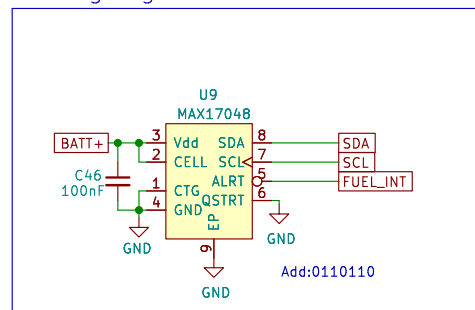 U9
MAX17048
BATT+
3 Vdd SDA 8 SDA
2 CELL SCL 7 SCL
C46
100nF
ALRT 5 FUEL_INT
1 CTG
QSTRT 6
4 GND
EP
9
GND
GND
GND
Add:0110110